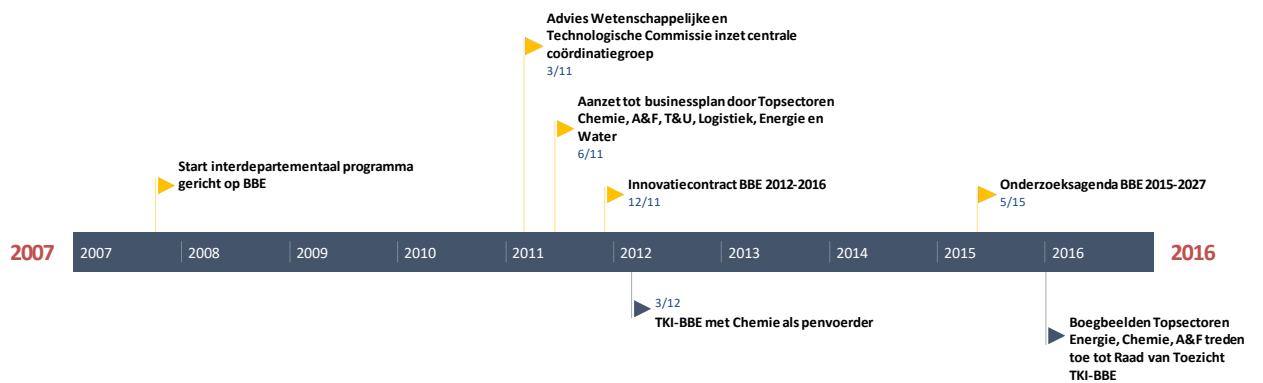 Advies Wetenschappelijke en
Technologische Commissie inzet centrale
coördinatiegroep
3/11
Aanzet tot businessplan door Topsectoren
Chemie, A&F, T&U, Logistiek, Energie en
Water
6/11
Start interdepartementaal programma
gericht op BBE
Innovatiecontract BBE 2012-2016
12/11
Onderzoeksagenda BBE 2015-2027
5/15
2007
2007 2008 2009 2010 2011 2012 2013 2014 2015 2016
2016
3/12
TKI-BBE met Chemie als penvoerder
Boegbeelden Topsectoren
Energie, Chemie, A&F treden
toe tot Raad van Toezicht
TKI-BBE